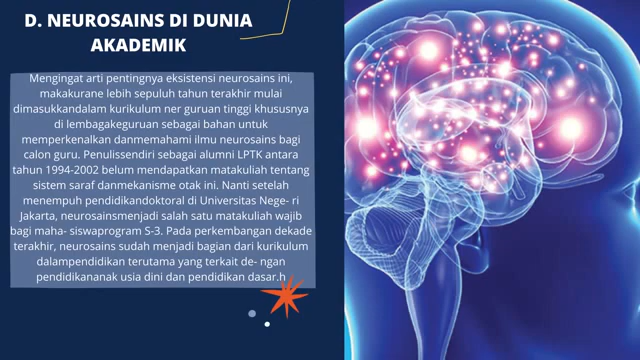 D. NEUROSAINS DI DUNIA
AKADEMIK
Mengingat arti pentingnya eksistensi neurosains ini,
makakurane lebih sepuluh tahun terakhir mulai
dimasukkandalam kurikulum ner guruan tinggi khususnya
di lembagakeguruan sebagai bahan untuk
memperkenalkan danmemahami ilmu neurosains bagi
calon guru. Penulissendiri sebagai alumni LPTK antara
tahun 1994-2002 belum mendapatkan matakuliah tentang
sistem saraf danmekanisme otak ini. Nanti setelah
menempuh pendidikandoktoral di Universitas Nege- ri
Jakarta, neurosainsmenjadi salah satu matakuliah wajib
bagi maha- siswaprogram S-3. Pada perkembangan dekade
terakhir, neurosains sudah menjadi bagian dari kurikulum
dalampendidikan terutama yang terkait de- ngan
pendidikananak usia dini dan pendidikan dasar.h